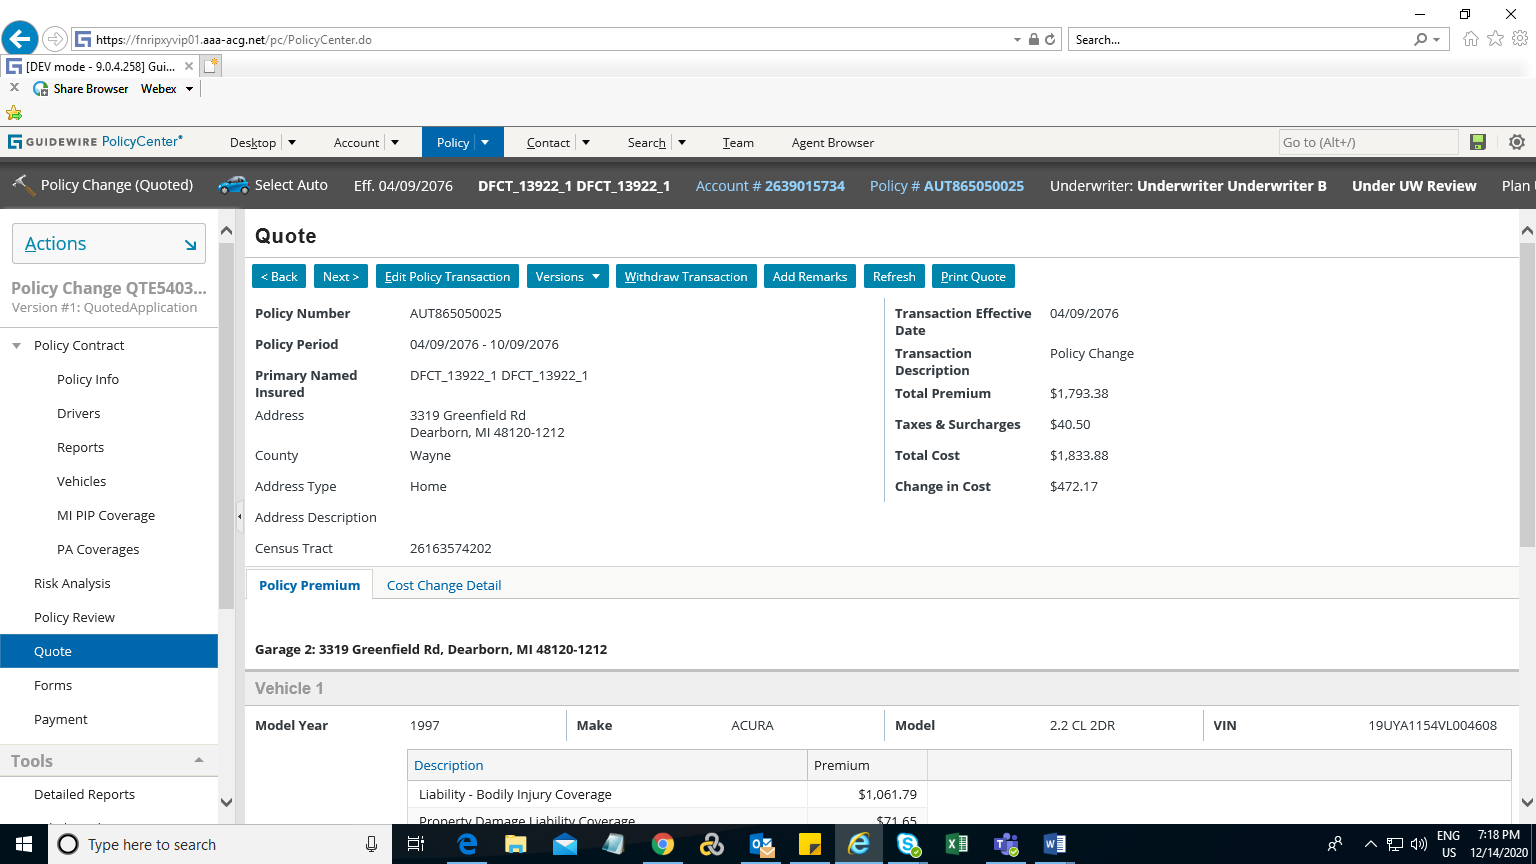 https://fnripxyvip01.aaa-acg.net/pc/PolicyCenter.do
Search...
[DEV mode - 9.0.4.258] Gui...
x Share Browser Webex
GUIDEWIRE PolicyCenter
Desktop Account Policy Contact Search Team Agent Browser Go to (Alt+/)
Policy Change (Quoted) Select Auto Eff. 04/09/2076 DFCT_13922_1 DFCT_13922_1 Account # 2639015734 Policy # AUT865050025 Underwriter: Underwriter Underwriter B Under UW Review Plan
Actions
Policy Change QTE5403...
Version #1: QuotedApplication
Policy Contract
Policy Info
Drivers
Reports
Vehicles
MI PIP Coverage
PA Coverages
Risk Analysis
Policy Review
Quote
Forms
Payment
Tools
Detailed Reports
Quote
< Back Next > Edit Policy Transaction Versions Withdraw Transaction Add Remarks Refresh Print Quote
Policy Number AUT865050025
Policy Period 04/09/2076 - 10/09/2076
Primary Named Insured DFCT_13922_1 DFCT_13922_1
Address 3319 Greenfield Rd
Dearborn, MI 48120-1212
County Wayne
Address Type Home
Address Description
Census Tract 26163574202
Transaction Effective Date 04/09/2076
Transaction Description Policy Change
Total Premium $1,793.38
Taxes & Surcharges $40.50
Total Cost $1,833.88
Change in Cost $472.17
Policy Premium Cost Change Detail
Garage 2: 3319 Greenfield Rd, Dearborn, MI 48120-1212
Vehicle 1
Model Year 1997 Make ACURA Model 2.2 CL 2DR VIN 19UYA1154VL004608
Description Premium
Liability - Bodily Injury Coverage $1,061.79
Property Damage Liability Coverage $71.65
Type here to search
ENG
US
7:18 PM
12/14/2020